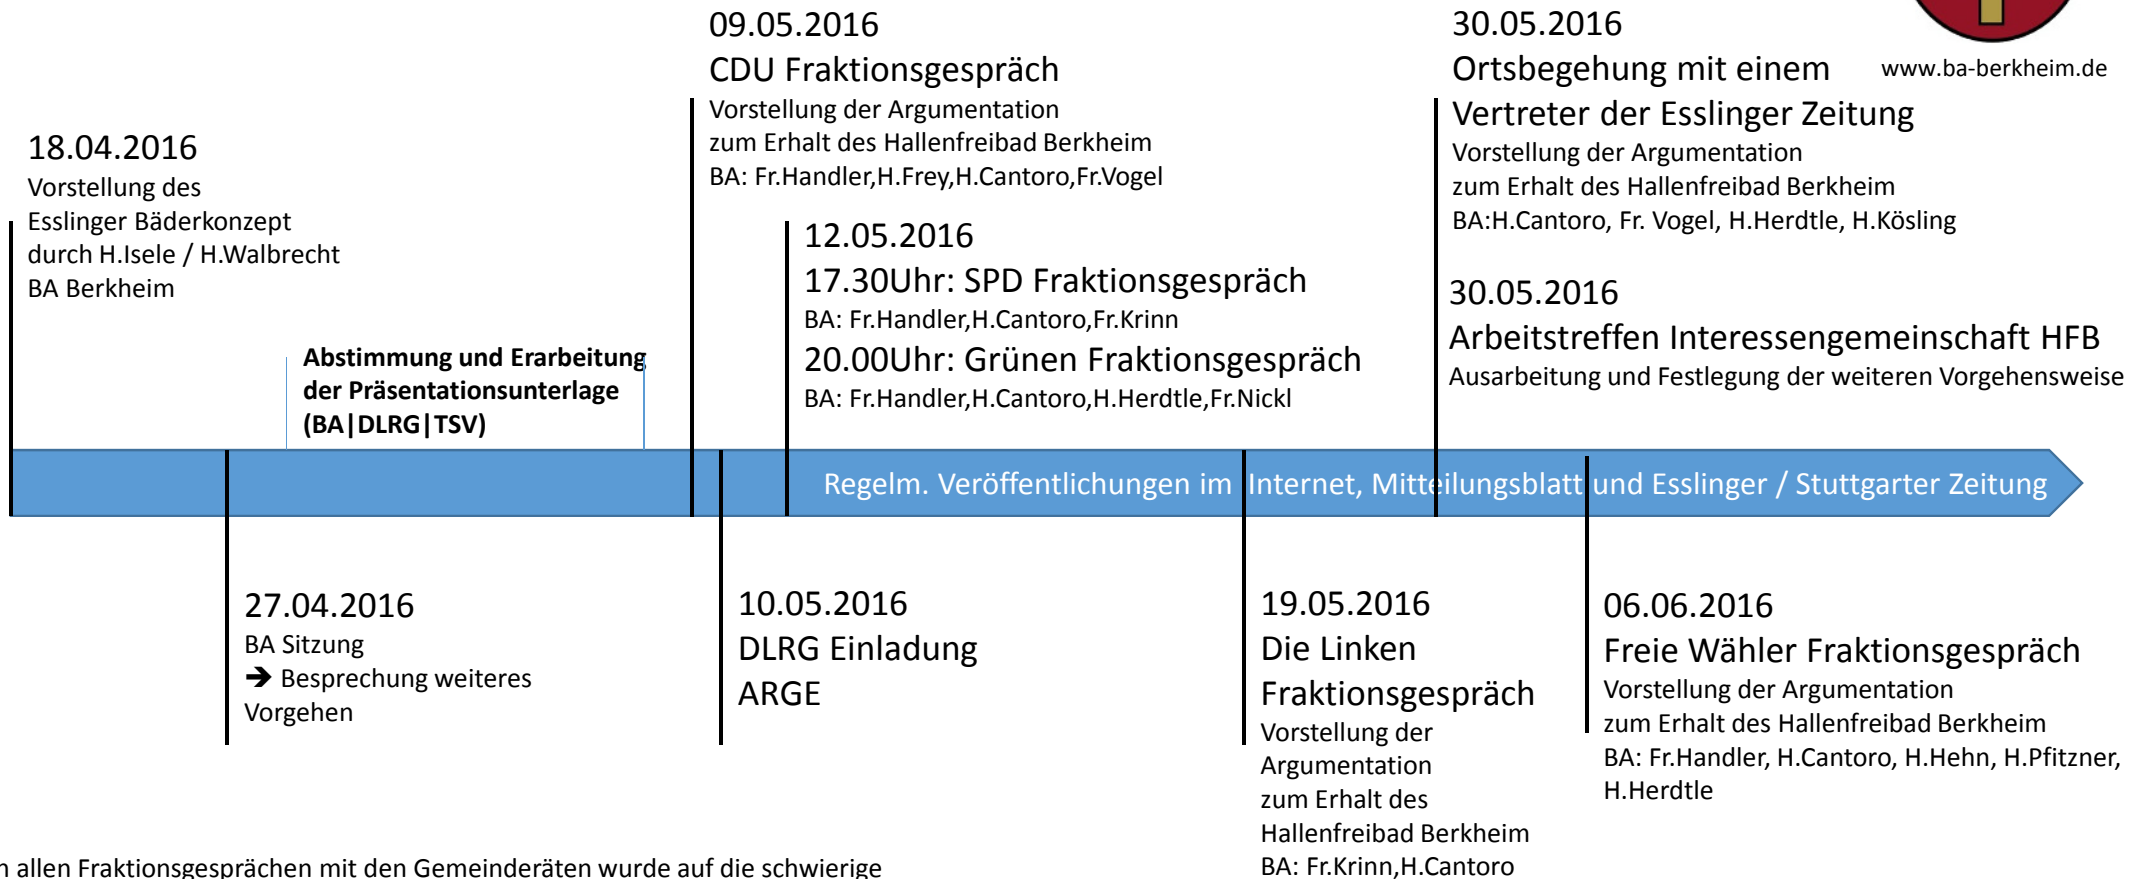 18.04.2016
Vorstellung des
Esslinger Bäderkonzept
durch H.Isele / H.Walbrecht
BA Berkheim
Abstimmung und Erarbeitung
der Präsentationsunterlage
(BA|DLRG|TSV)
09.05.2016
CDU Fraktionsgespräch
Vorstellung der Argumentation
zum Erhalt des Hallenfreibad Berkheim
BA: Fr.Handler,H.Frey,H.Cantoro,Fr.Vogel
12.05.2016
17.30Uhr: SPD Fraktionsgespräch
BA: Fr.Handler,H.Cantoro,Fr.Krinn
20.00Uhr: Grünen Fraktionsgespräch
BA: Fr.Handler,H.Cantoro,H.Herdtle,Fr.Nickl
30.05.2016
Ortsbegehung mit einem
Vertreter der Esslinger Zeitung
Vorstellung der Argumentation
zum Erhalt des Hallenfreibad Berkheim
BA:H.Cantoro, Fr. Vogel, H.Herdtle, H.Kösling
www.ba-berkheim.de
30.05.2016
Arbeitstreffen Interessengemeinschaft HFB
Ausarbeitung und Festlegung der weiteren Vorgehensweise
Regelm. Veröffentlichungen im Internet, Mitteilungsblatt und Esslinger / Stuttgarter Zeitung
27.04.2016
BA Sitzung
➔ Besprechung weiteres
Vorgehen
10.05.2016
DLRG Einladung
ARGE
19.05.2016
Die Linken
Fraktionsgespräch
Vorstellung der
Argumentation
zum Erhalt des
Hallenfreibad Berkheim
BA: Fr.Krinn,H.Cantoro
06.06.2016
Freie Wähler Fraktionsgespräch
Vorstellung der Argumentation
zum Erhalt des Hallenfreibad Berkheim
BA: Fr.Handler, H.Cantoro, H.Hehn, H.Pfitzner,
H.Herdtle
n allen Fraktionsgesprächen mit den Gemeinderäten wurde auf die schwierige